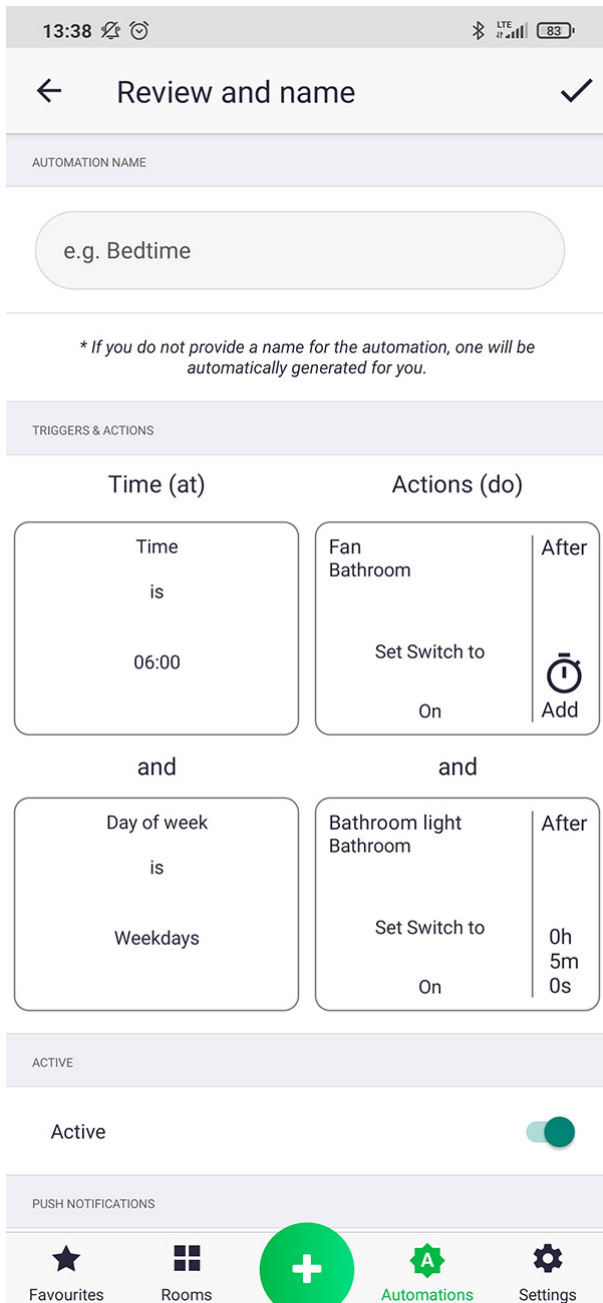 13:38 LTE 83
Review and name
AUTOMATION NAME
e.g. Bedtime
* If you do not provide a name for the automation, one will be
automatically generated for you.
TRIGGERS & ACTIONS
Time (at)
Actions (do)
Time
is
06:00
Fan
Bathroom
Set Switch to
On
After
Add
and
and
Day of week
is
Weekdays
Bathroom light
Bathroom
Set Switch to
On
After
0h
5m
0s
ACTIVE
Active
PUSH NOTIFICATIONS
Favourites
Rooms
A
Automations
Settings